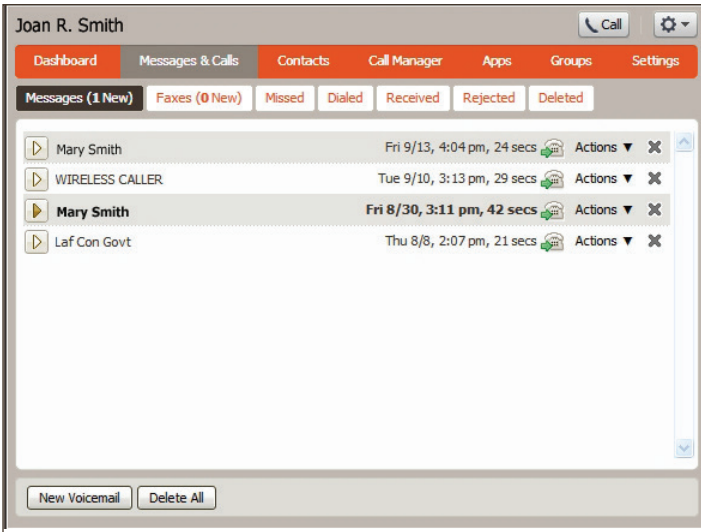 Joan R. Smith Call
Dashboard Messages & Calls Contacts Call Manager Apps Groups Settings
Messages (1 New) Faxes (0 New) Missed Dialed Received Rejected Deleted
Mary Smith Fri 9/13, 4:04 pm, 24 secs Actions ▼
WIRELESS CALLER Tue 9/10, 3:13 pm, 29 secs Actions ▼
Mary Smith Fri 8/30, 3:11 pm, 42 secs Actions ▼
Laf Con Govt Thu 8/8, 2:07 pm, 21 secs Actions ▼
New Voicemail Delete All